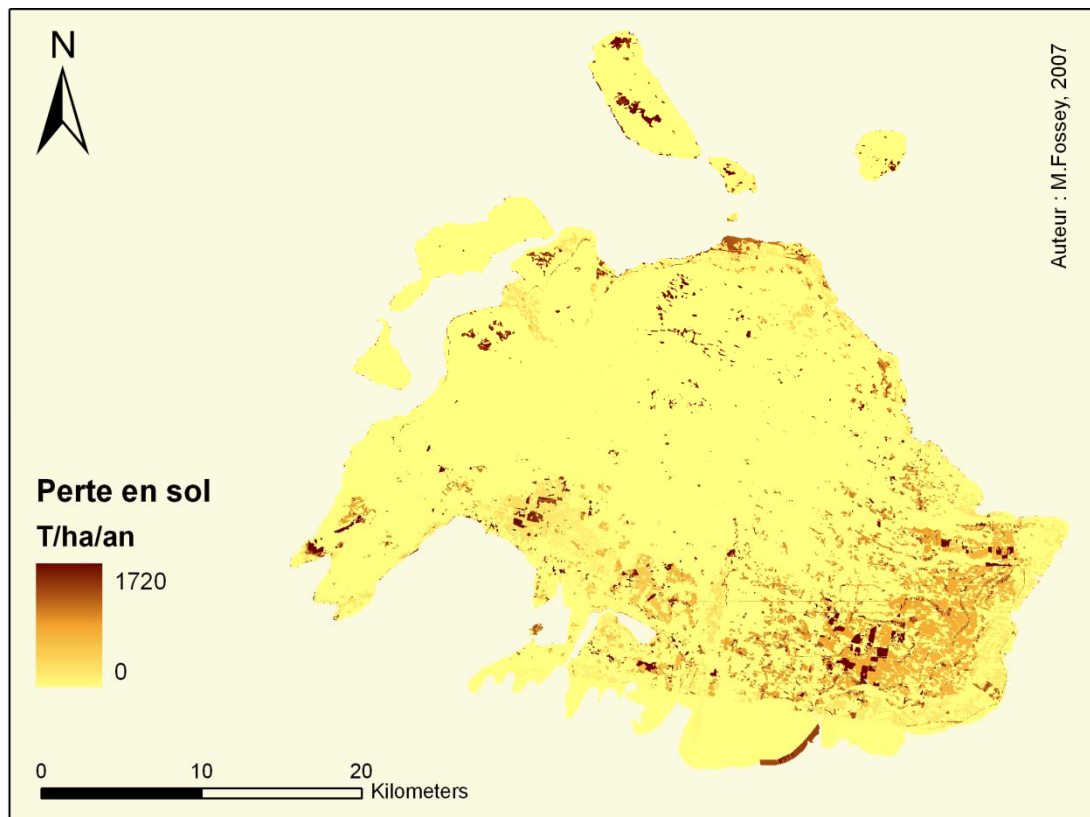 N
Auteur : M.Fossey, 2007
Perte en sol
T/ha/an
1720
0
0 10 20
Kilometers